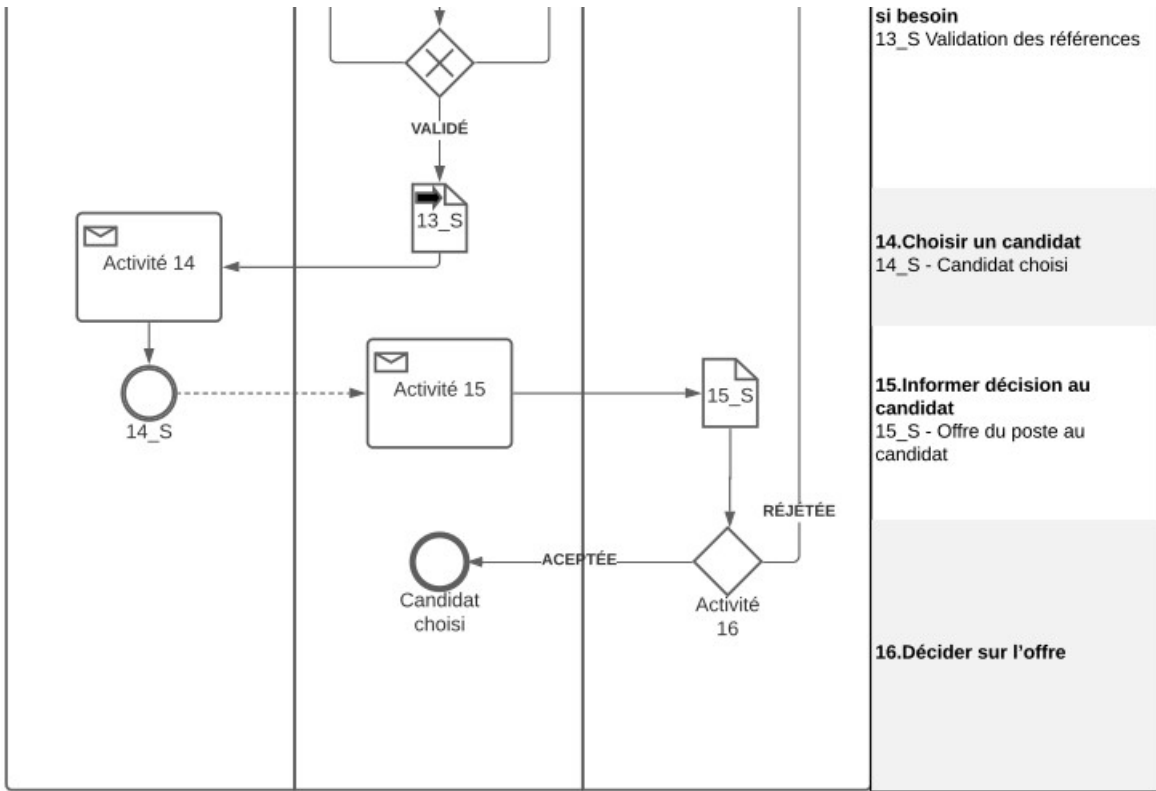 si besoin
13_S Validation des références
VALIDÉ
13_S
Activité 14
14.Choisir un candidat
14_S - Candidat choisi
Activité 15
15_S
14_S
15.Informer décision au
candidat
15_S - Offre du poste au
candidat
RÉJÉTÉE
ACEPTÉE
Candidat
choisi
Activité
16
16.Décider sur l’offre